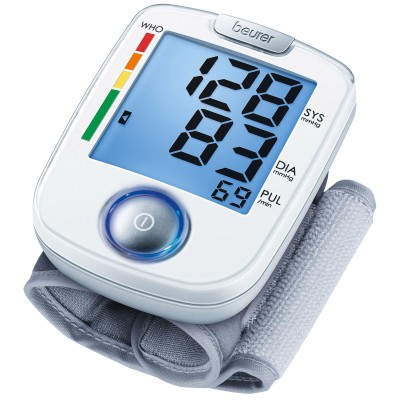 beurer
WHO
128
SYS
mmHg
83
DIA
mmHg
69
PUL
/min